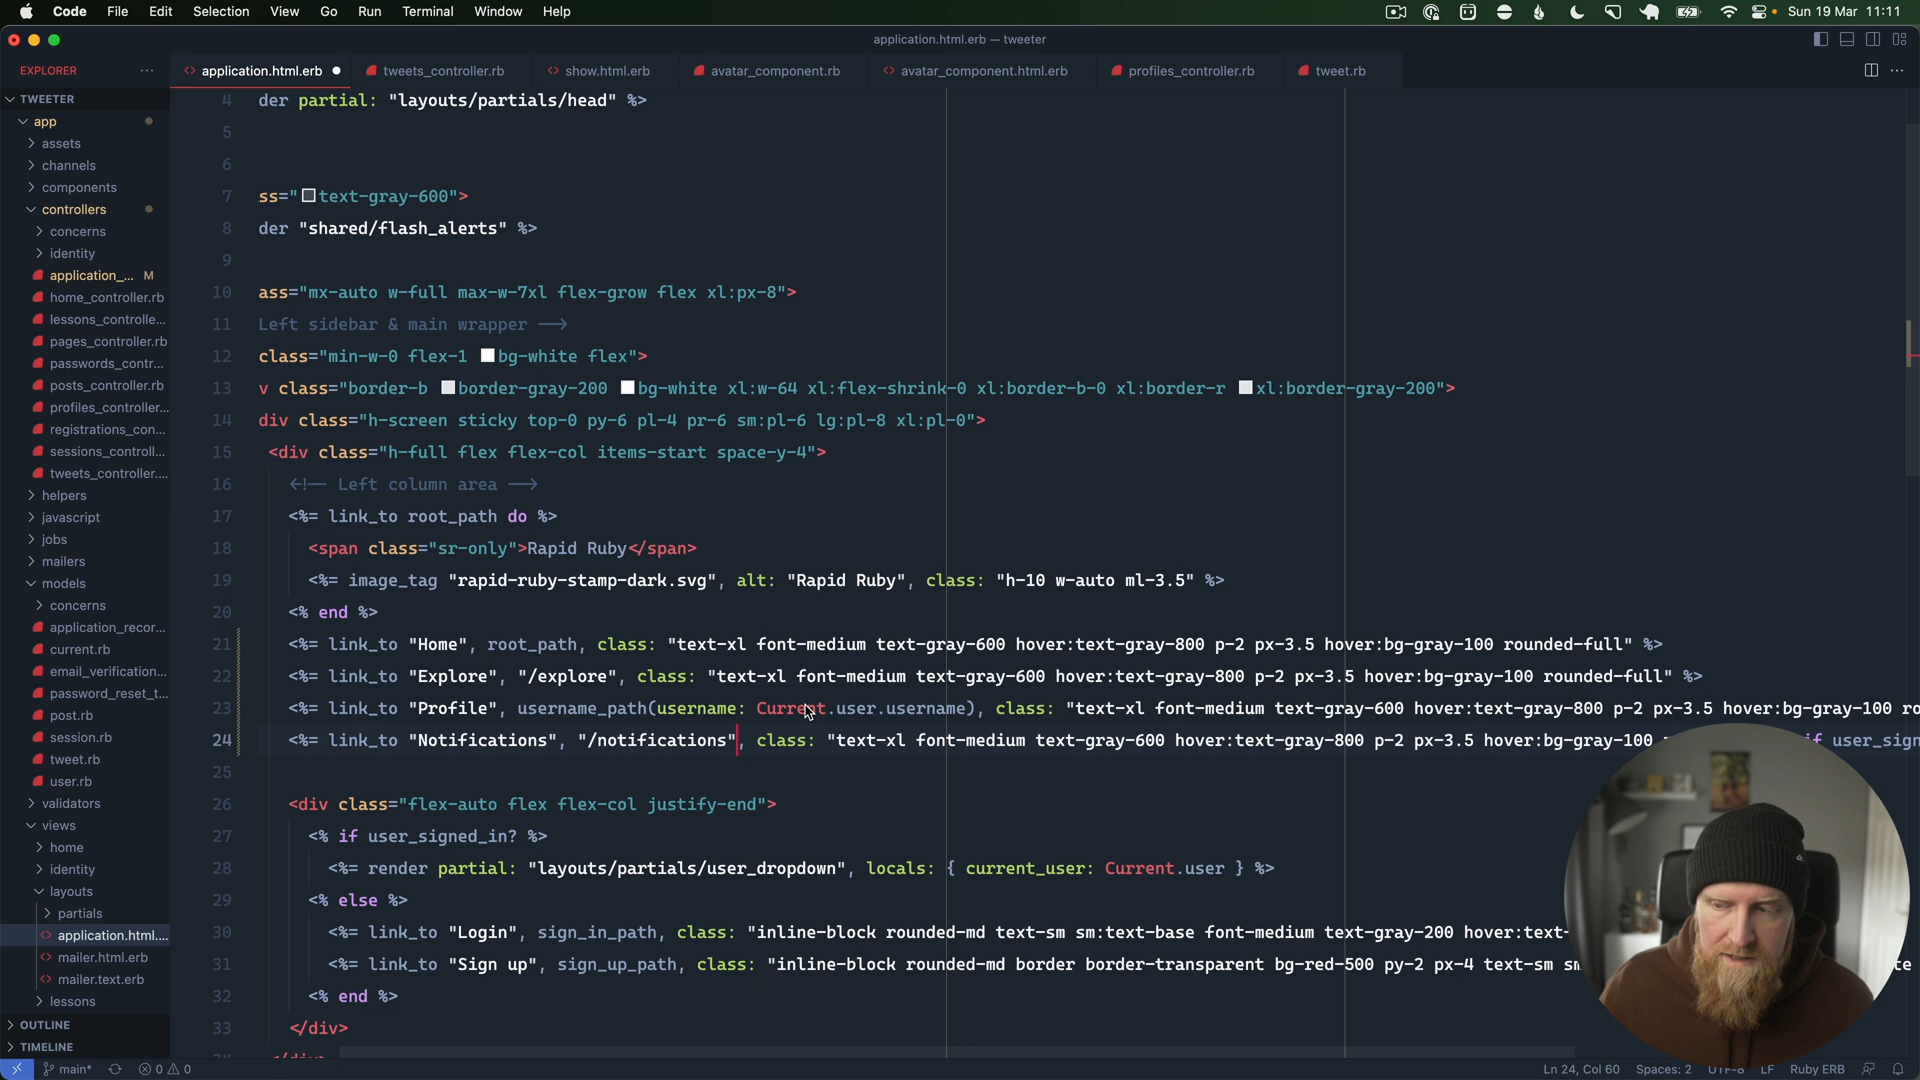 Code File Edit Selection View Go Run Terminal Window Help Sun 19 Mar 11:11
application.html.erb — tweeter
EXPLORER
application.html.erb tweets_controller.rb show.html.erb avatar_component.rb avatar_component.html.erb profiles_controller.rb tweet.rb
TWEETER
app
assets
channels
components
controllers
concerns
identity
application_... M
home_controller.rb
lessons_controlle...
pages_controller.rb
passwords_contr...
posts_controller.rb
profiles_controller...
registrations_con...
sessions_controll...
tweets_controller....
helpers
javascript
jobs
mailers
models
concerns
application_recor...
current.rb
email_verification...
password_reset_t...
post.rb
session.rb
tweet.rb
user.rb
validators
views
home
identity
layouts
partials
application.html....
mailer.html.erb
mailer.text.erb
lessons
OUTLINE
TIMELINE
4 der partial: "layouts/partials/head" %>
5
6
7 ss="text-gray-600">
8 der "shared/flash_alerts" %>
9
10 ass="mx-auto w-full max-w-7xl flex-grow flex xl:px-8">
11 Left sidebar & main wrapper -->
12 class="min-w-0 flex-1 bg-white flex">
13 v class="border-b border-gray-200 bg-white xl:w-64 xl:flex-shrink-0 xl:border-b-0 xl:border-r xl:border-gray-200">
14 div class="h-screen sticky top-0 py-6 pl-4 pr-6 sm:pl-6 lg:pl-8 xl:pl-0">
15 <div class="h-full flex flex-col items-start space-y-4">
16 <!-- Left column area -->
17 <%= link_to root_path do %>
18 <span class="sr-only">Rapid Ruby</span>
19 <%= image_tag "rapid-ruby-stamp-dark.svg", alt: "Rapid Ruby", class: "h-10 w-auto ml-3.5" %>
20 <% end %>
21 <%= link_to "Home", root_path, class: "text-xl font-medium text-gray-600 hover:text-gray-800 p-2 px-3.5 hover:bg-gray-100 rounded-full" %>
22 <%= link_to "Explore", "/explore", class: "text-xl font-medium text-gray-600 hover:text-gray-800 p-2 px-3.5 hover:bg-gray-100 rounded-full" %>
23 <%= link_to "Profile", username_path(username: Current.user.username), class: "text-xl font-medium text-gray-600 hover:text-gray-800 p-2 px-3.5 hover:bg-gray-100 ro
24 <%= link_to "Notifications", "/notifications", class: "text-xl font-medium text-gray-600 hover:text-gray-800 p-2 px-3.5 hover:bg-gray-100 if user_sign
25
26 <div class="flex-auto flex flex-col justify-end">
27 <% if user_signed_in? %>
28 <%= render partial: "layouts/partials/user_dropdown", locals: { current_user: Current.user } %>
29 <% else %>
30 <%= link_to "Login", sign_in_path, class: "inline-block rounded-md text-sm sm:text-base font-medium text-gray-200 hover:text-
31 <%= link_to "Sign up", sign_up_path, class: "inline-block rounded-md border border-transparent bg-red-500 py-2 px-4 text-sm sm
32 <% end %>
33 </div>
</div>
main* 0 0 Ln 24, Col 60 Spaces: 2 UTF-8 LF Ruby ERB